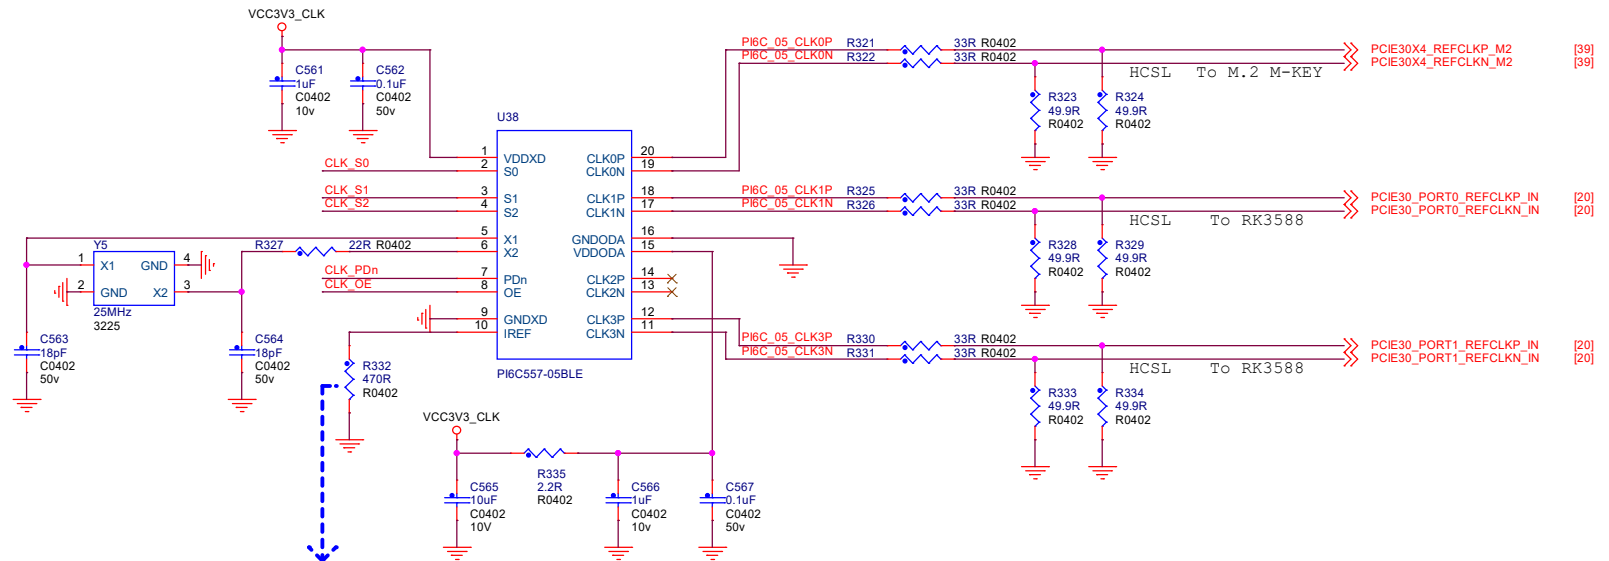 VCC3V3_CLK
C561
1uF
C0402
10v
C562
0.1uF
C0402
50v
U38
1 VDDXD
2 S0
3 S1
4 S2
5 X1
6 X2
7 PDn
8 OE
9 GNDXD
10 IREF
CLK0P 20
CLK0N 19
CLK1P 18
CLK1N 17
GNDODA 16
VDDODA 15
CLK2P 14
CLK2N 13
CLK3P 12
CLK3N 11
PI6C557-05BLE
CLK_S0
CLK_S1
CLK_S2
CLK_PDn
CLK_OE
R327 22R R0402
Y5
1 X1 GND 4
2 GND X2 3
25MHz
3225
C563
18pF
C0402
50v
C564
18pF
C0402
50v
R332
470R
R0402
VCC3V3_CLK
R335
2.2R
R0402
C565
10uF
C0402
10V
C566
1uF
C0402
10v
C567
0.1uF
C0402
50v
PI6C_05_CLK0P R321 33R R0402 PCIE30X4_REFCLKP_M2 [39]
PI6C_05_CLK0N R322 33R R0402 PCIE30X4_REFCLKN_M2 [39]
HCSL To M.2 M-KEY
R323
49.9R
R0402
R324
49.9R
R0402
PI6C_05_CLK1P R325 33R R0402 PCIE30_PORT0_REFCLKP_IN [20]
PI6C_05_CLK1N R326 33R R0402 PCIE30_PORT0_REFCLKN_IN [20]
HCSL To RK3588
R328
49.9R
R0402
R329
49.9R
R0402
PI6C_05_CLK3P R330 33R R0402 PCIE30_PORT1_REFCLKP_IN [20]
PI6C_05_CLK3N R331 33R R0402 PCIE30_PORT1_REFCLKN_IN [20]
HCSL To RK3588
R333
49.9R
R0402
R334
49.9R
R0402